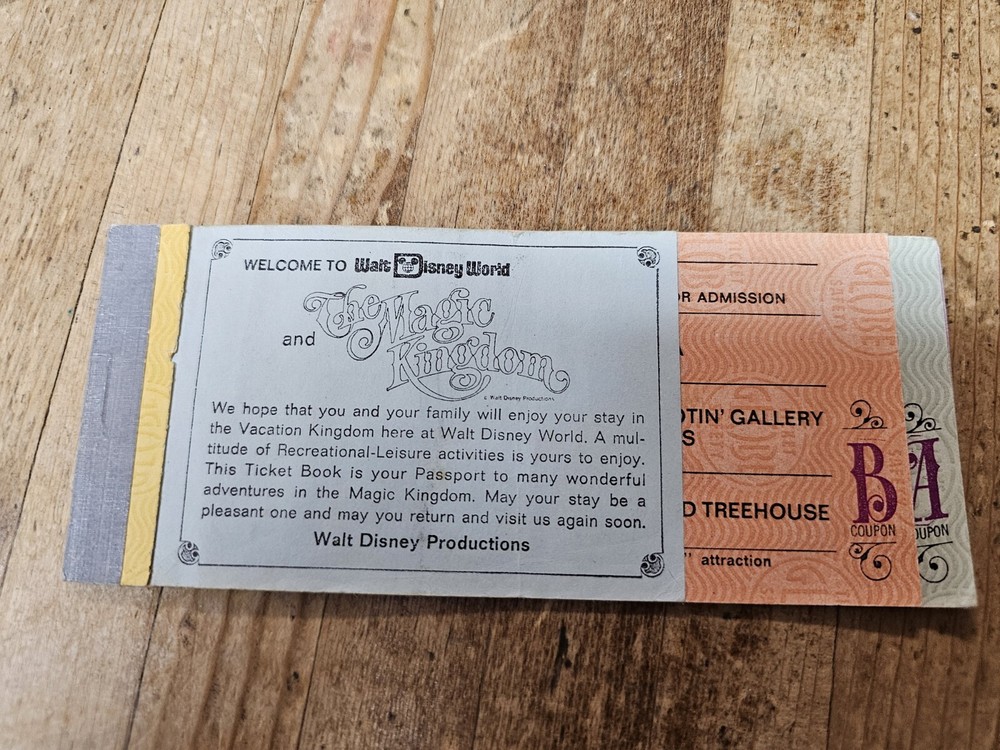 WELCOME TO Walt Disney World
and The Magic Kingdom
© Walt Disney Productions
We hope that you and your family will enjoy your stay in
the Vacation Kingdom here at Walt Disney World. A mul-
titude of Recreational-Leisure activities is yours to enjoy.
This Ticket Book is your Passport to many wonderful
adventures in the Magic Kingdom. May your stay be a
pleasant one and may you return and visit us again soon.
Walt Disney Productions
R ADMISSION
OTIN' GALLERY
S
D TREEHOUSE
" attraction
B
COUPON
A
OUPON